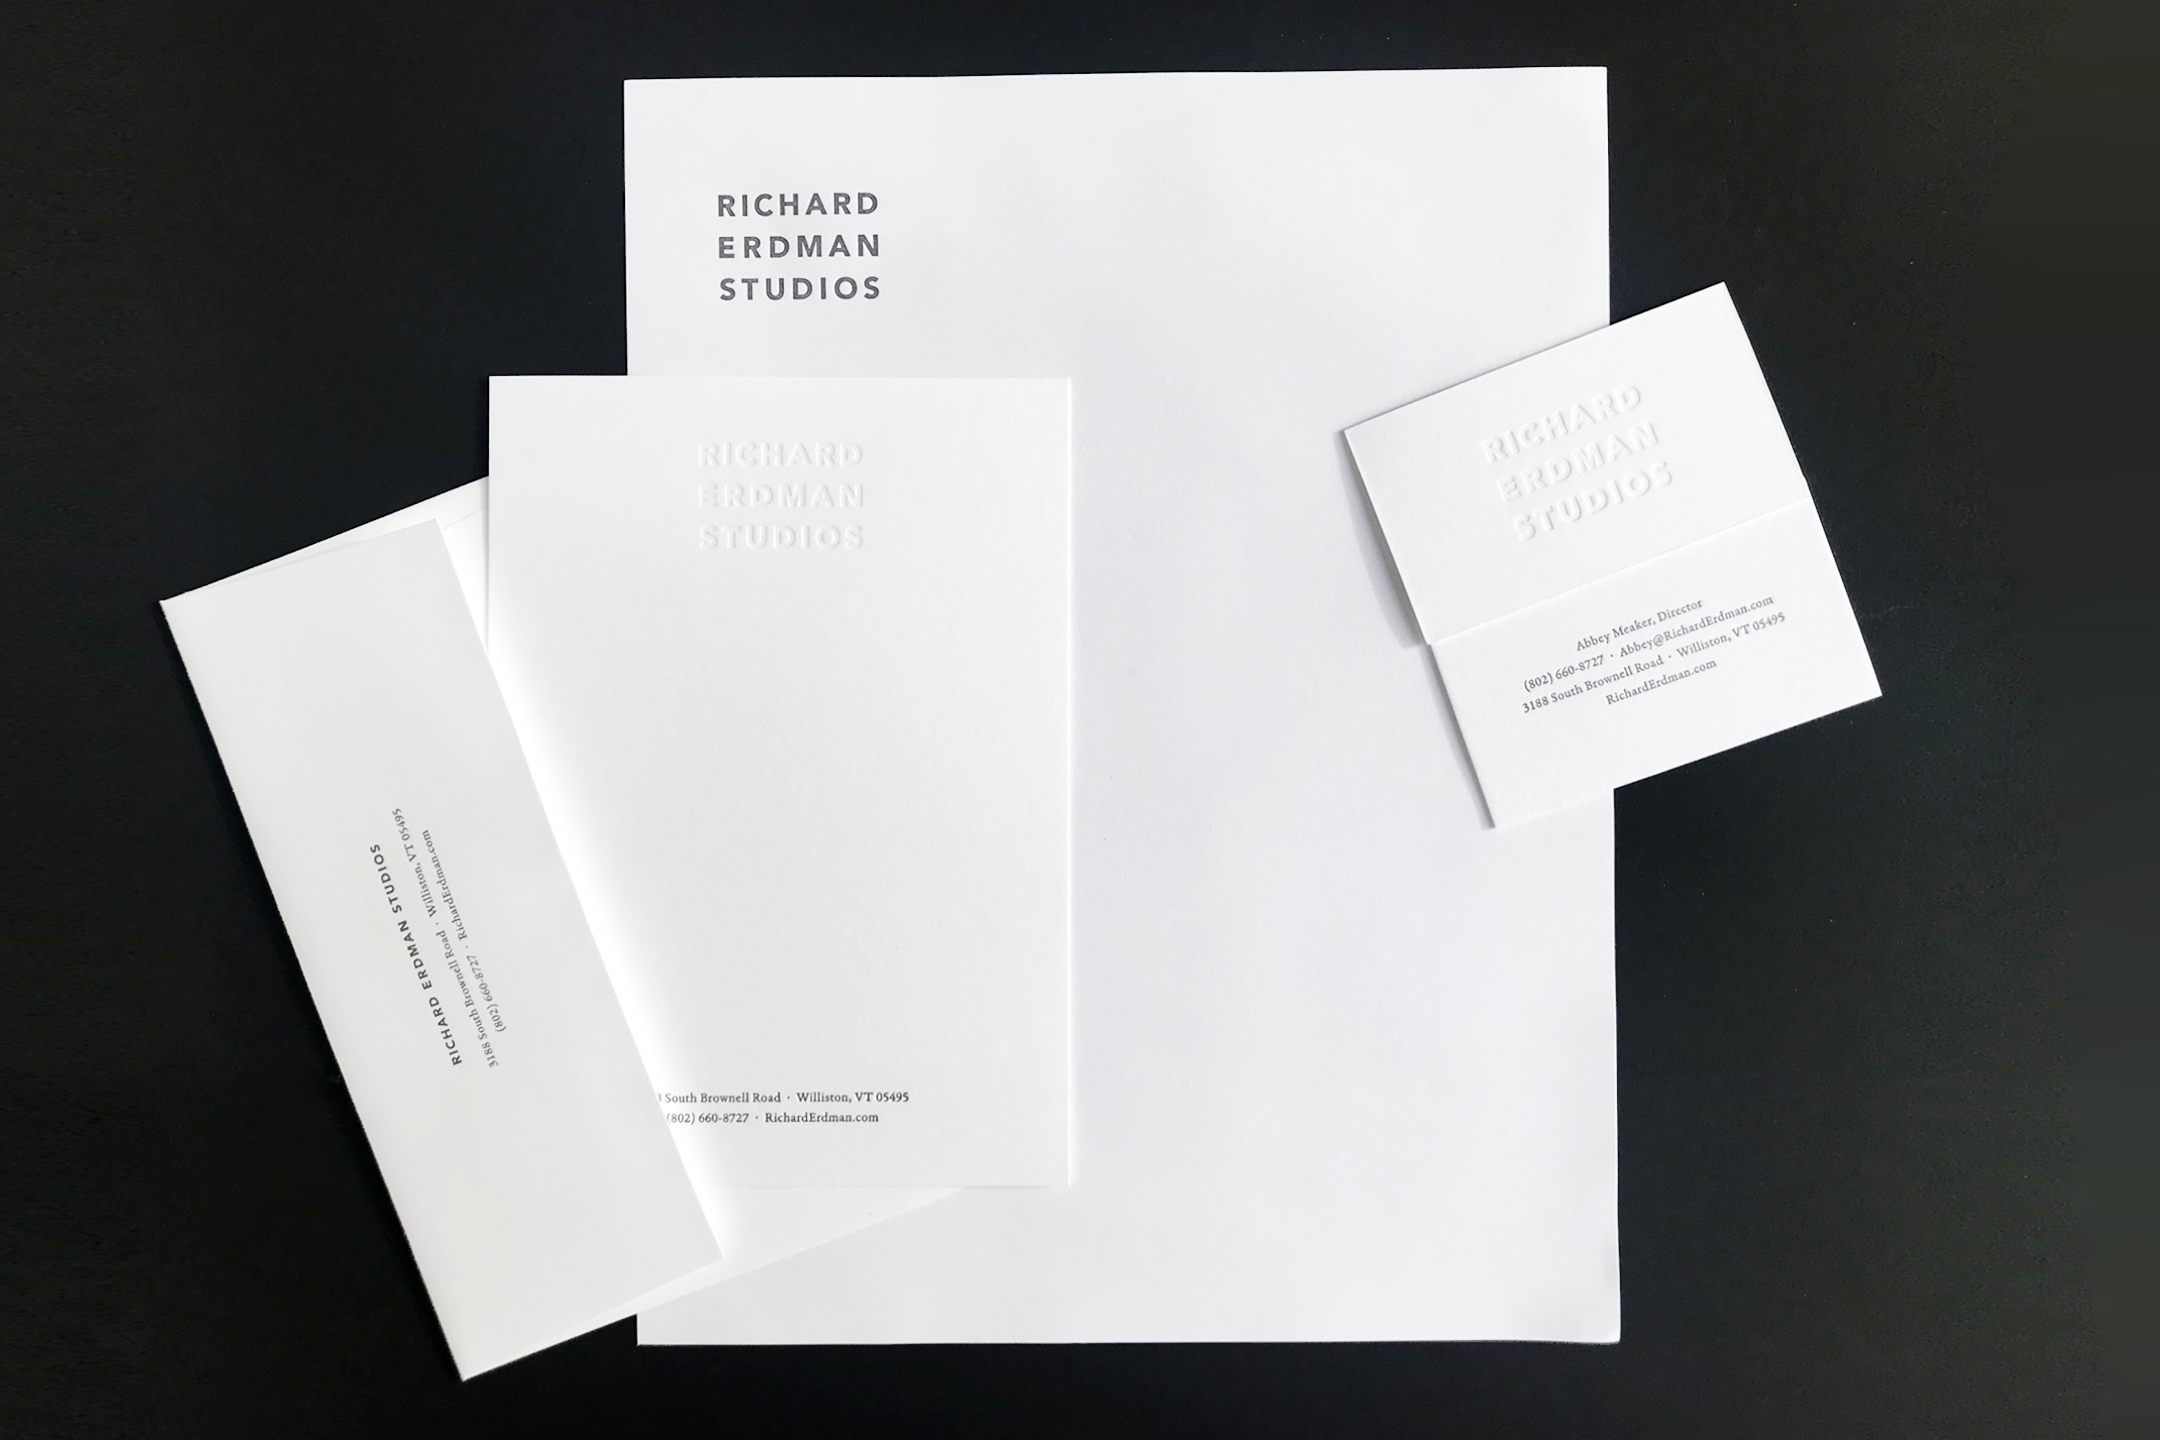 RICHARD
ERDMAN
STUDIOS
RICHARD
ERDMAN
STUDIOS
South Brownell Road · Williston, VT 05495
(802) 660-8727 · RichardErdman.com
RICHARD ERDMAN STUDIOS
3188 South Brownell Road · Williston, VT 05495
(802) 660-8727 · RichardErdman.com
RICHARD
ERDMAN
STUDIOS
Abbey Meaker, Director
(802) 660-8727 · Abbey@RichardErdman.com
3188 South Brownell Road · Williston, VT 05495
RichardErdman.com